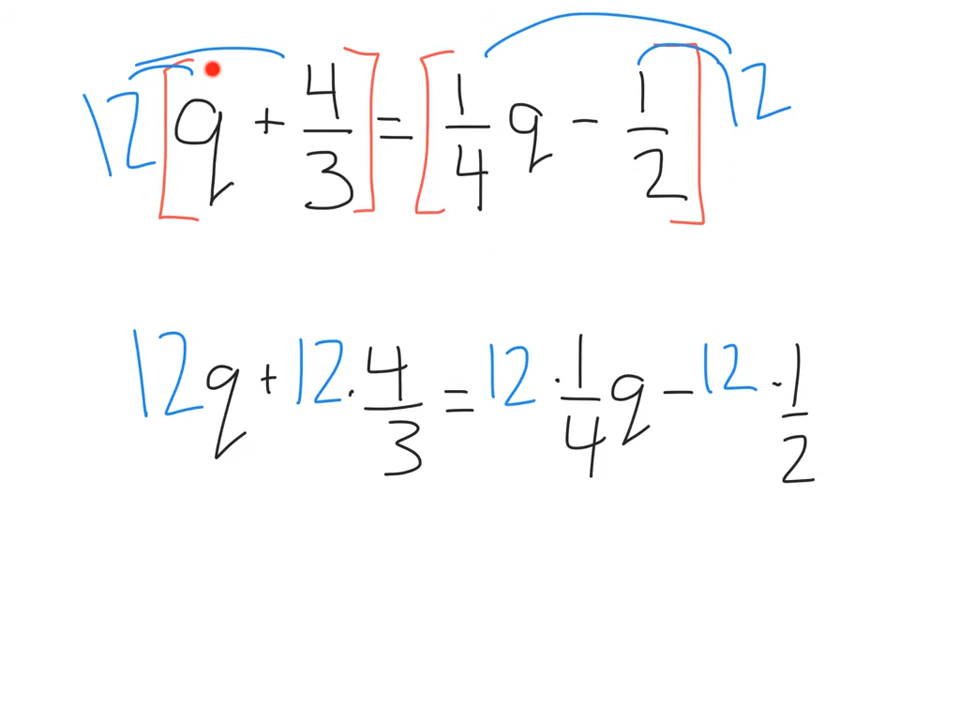 12[q + 4/3] = [1/4 q - 1/2]12
12q + 12 · 4/3 = 12 · 1/4 q - 12 · 1/2